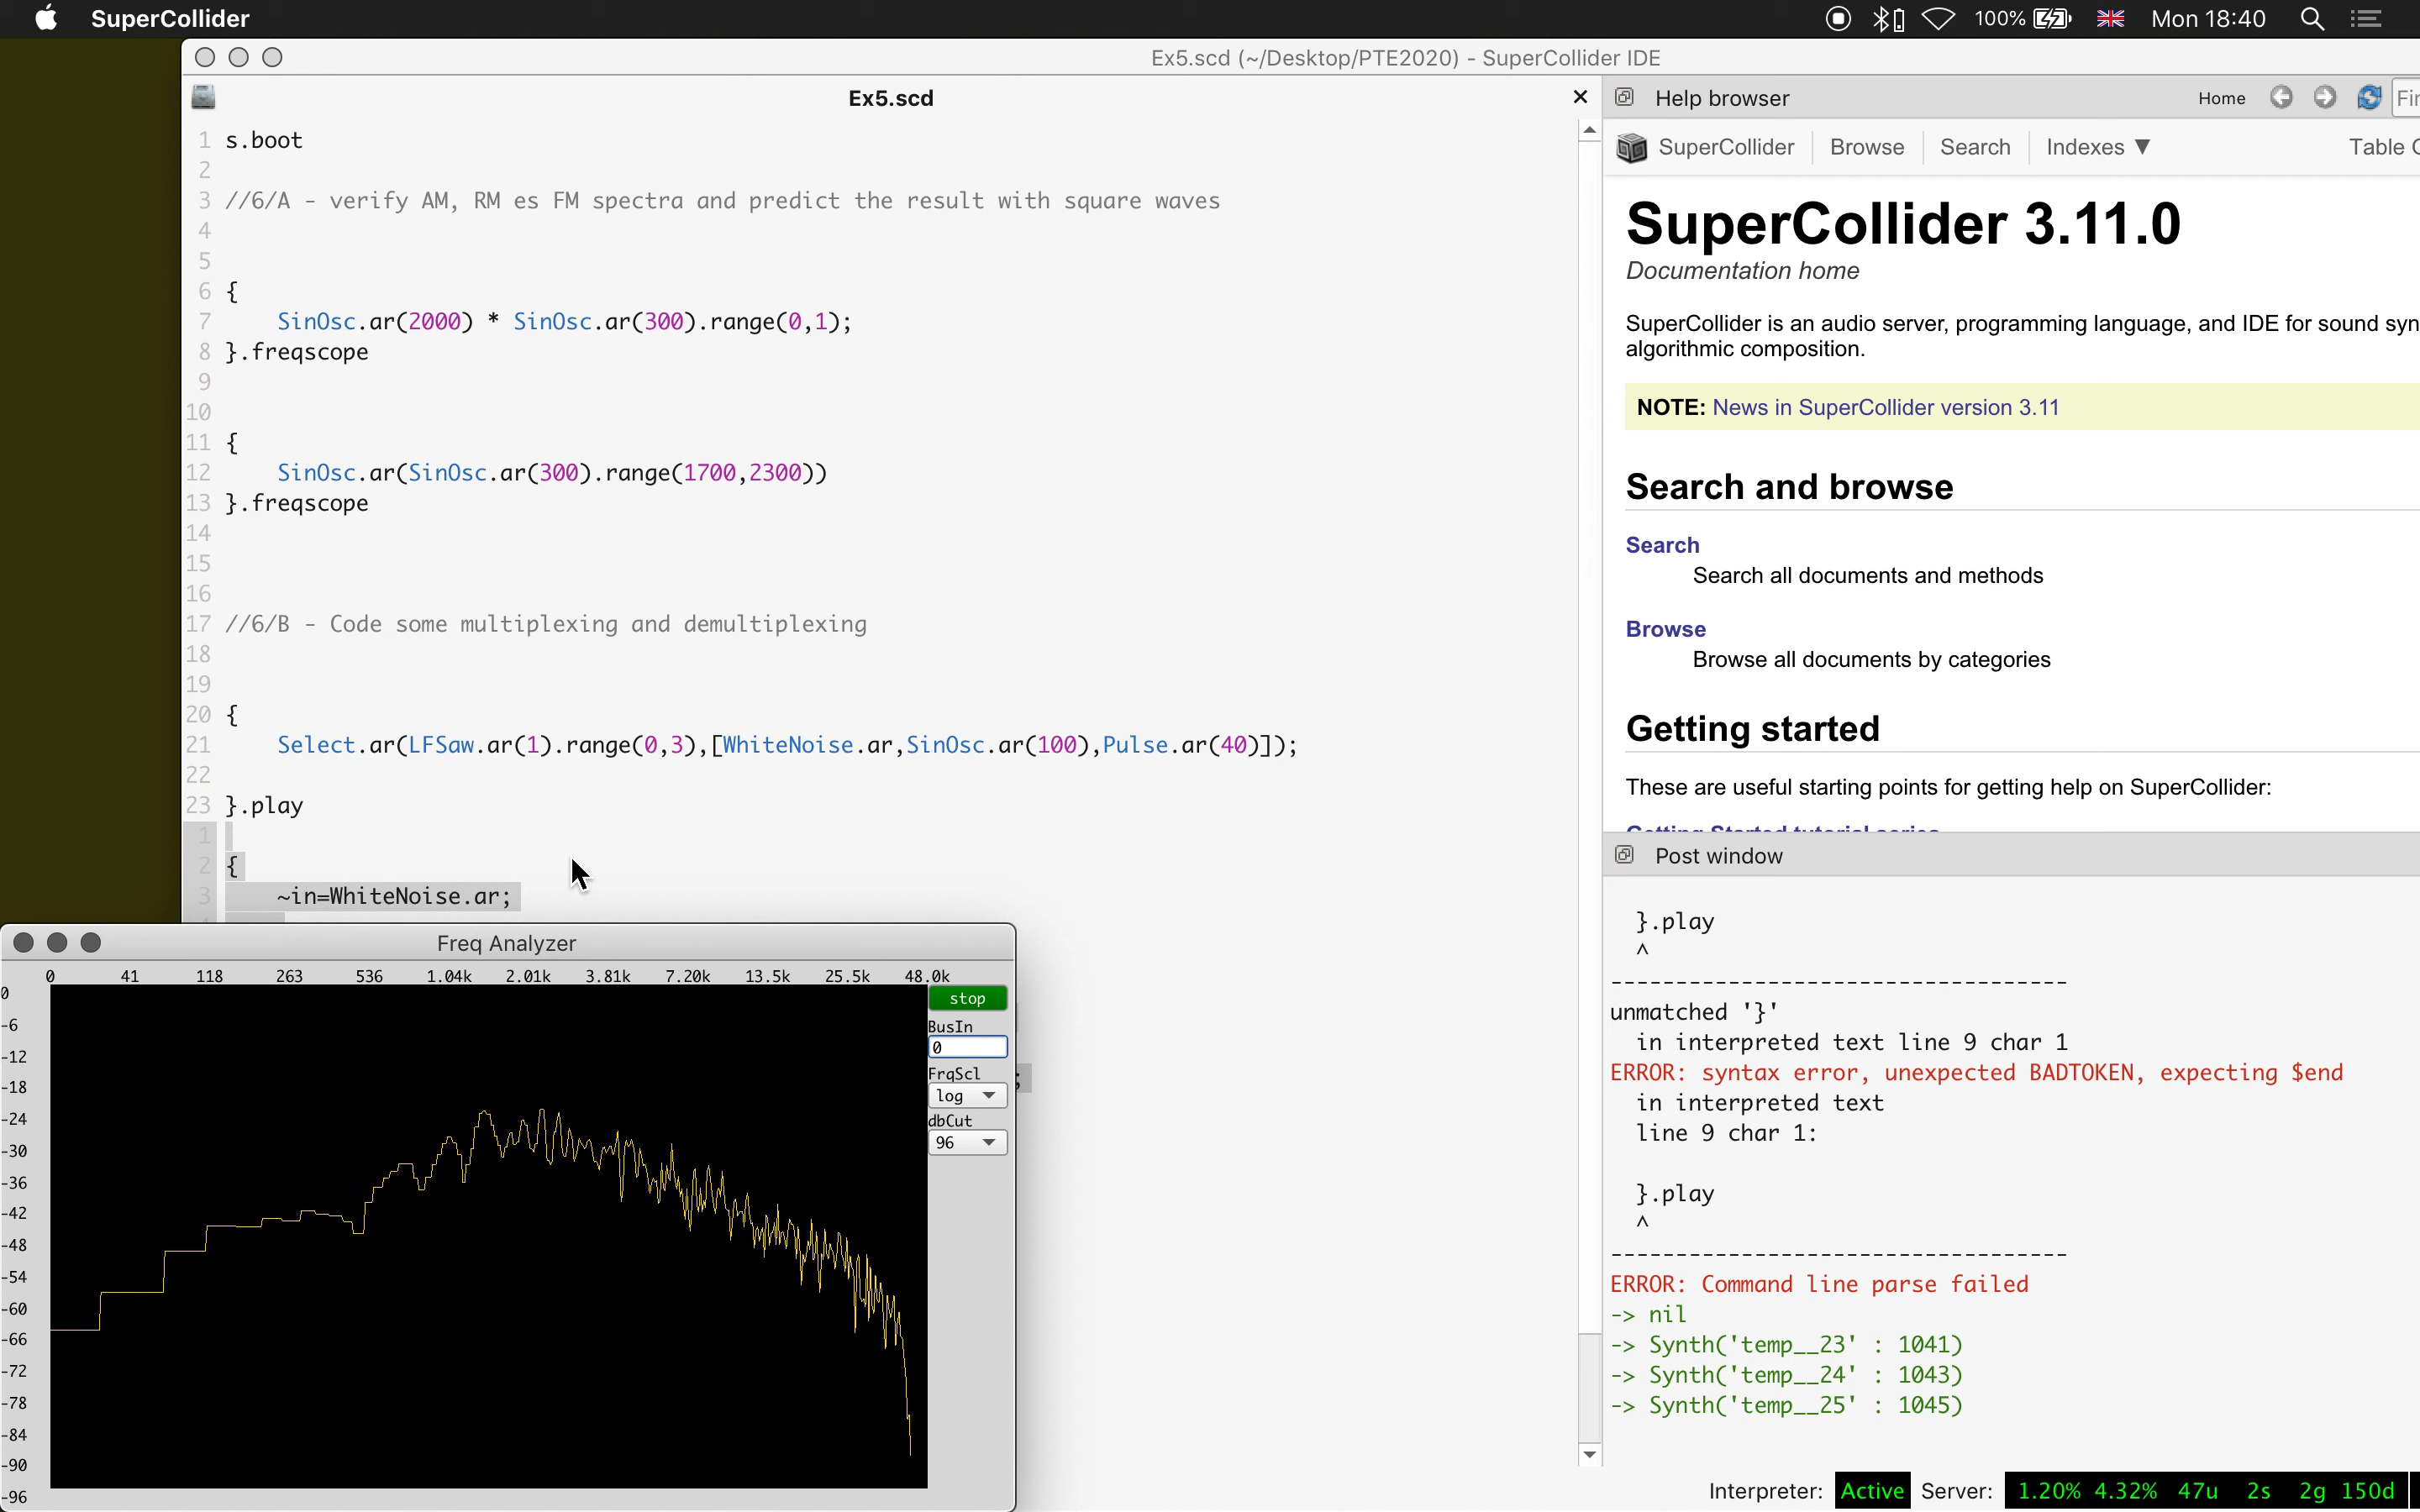 SuperCollider
100%
Mon 18:40
Ex5.scd (~/Desktop/PTE2020) - SuperCollider IDE
Ex5.scd
1 s.boot
2
3 //6/A - verify AM, RM es FM spectra and predict the result with square waves
4
5
6 {
7 SinOsc.ar(2000) * SinOsc.ar(300).range(0,1);
8 }.freqscope
9
10
11 {
12 SinOsc.ar(SinOsc.ar(300).range(1700,2300))
13 }.freqscope
14
15
16
17 //6/B - Code some multiplexing and demultiplexing
18
19
20 {
21 Select.ar(LFSaw.ar(1).range(0,3),[WhiteNoise.ar,SinOsc.ar(100),Pulse.ar(40)]);
22
23 }.play
1
2 {
3 ~in=WhiteNoise.ar;
;
Freq Analyzer
0 41 118 263 536 1.04k 2.01k 3.81k 7.20k 13.5k 25.5k 48.0k
0
-6
-12
-18
-24
-30
-36
-42
-48
-54
-60
-66
-72
-78
-84
-90
-96
stop
BusIn
0
FrqScl
log
dbCut
96
Help browser
Home
SuperCollider Browse Search Indexes ▼
Table
SuperCollider 3.11.0
Documentation home
SuperCollider is an audio server, programming language, and IDE for sound syn
algorithmic composition.
NOTE: News in SuperCollider version 3.11
Search and browse
Search
Search all documents and methods
Browse
Browse all documents by categories
Getting started
These are useful starting points for getting help on SuperCollider:
Getting Started tutorial series
Post window
}.play
^
-----------------------------------
unmatched '}'
in interpreted text line 9 char 1
ERROR: syntax error, unexpected BADTOKEN, expecting $end
in interpreted text
line 9 char 1:
}.play
^
-----------------------------------
ERROR: Command line parse failed
-> nil
-> Synth('temp__23' : 1041)
-> Synth('temp__24' : 1043)
-> Synth('temp__25' : 1045)
Interpreter: Active Server: 1.20% 4.32% 47u 2s 2g 150d